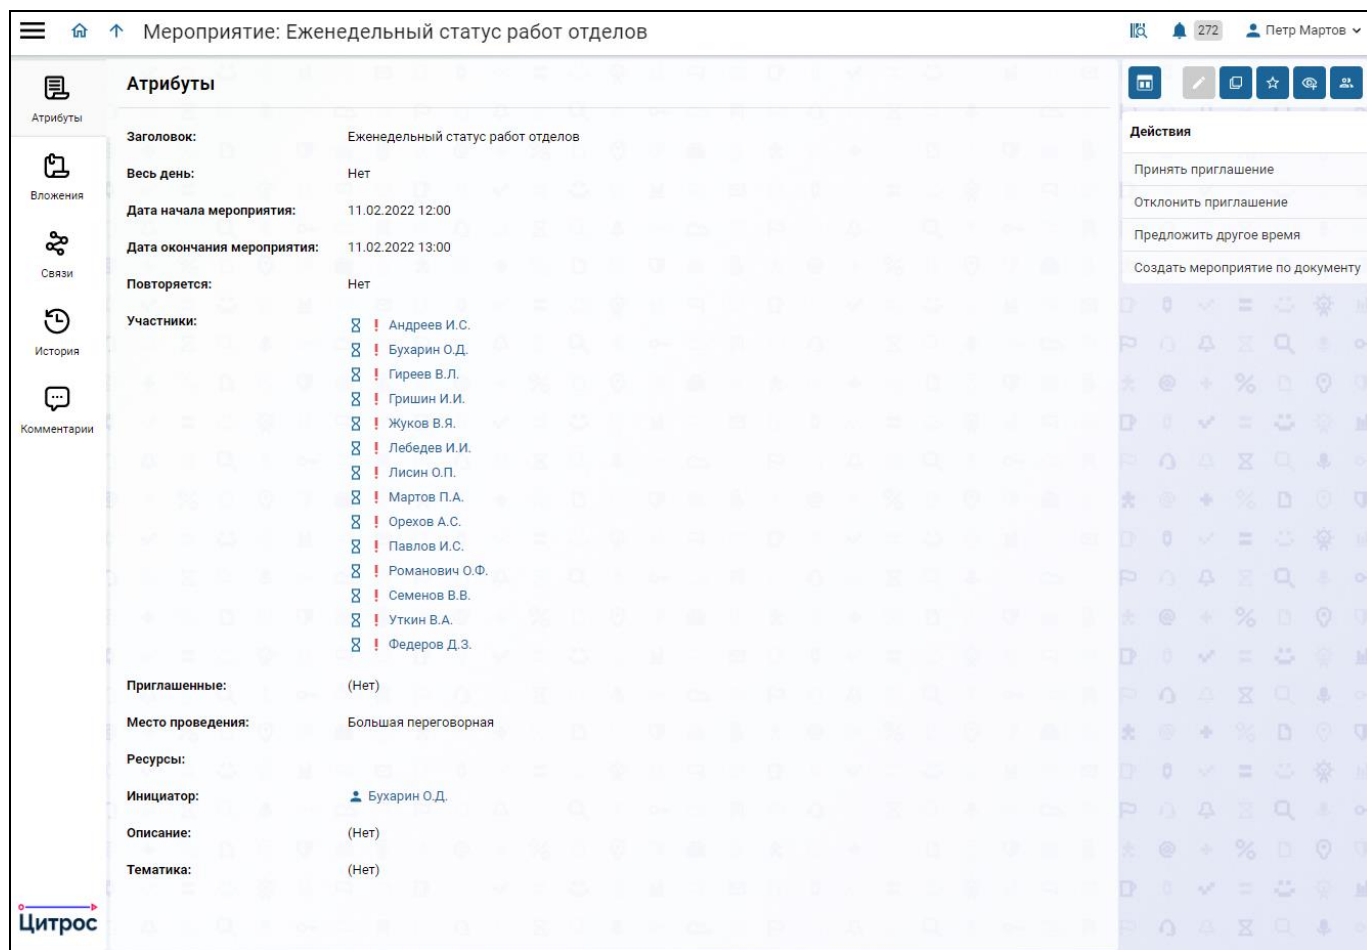 Мероприятие: Еженедельный статус работ отделов
272
Петр Мартов
Атрибуты
Вложения
Связи
История
Комментарии
Атрибуты
Заголовок: Еженедельный статус работ отделов
Весь день: Нет
Дата начала мероприятия: 11.02.2022 12:00
Дата окончания мероприятия: 11.02.2022 13:00
Повторяется: Нет
Участники: Андреев И.С.
Бухарин О.Д.
Гиреев В.Л.
Гришин И.И.
Жуков В.Я.
Лебедев И.И.
Лисин О.П.
Мартов П.А.
Орехов А.С.
Павлов И.С.
Романович О.Ф.
Семенов В.В.
Уткин В.А.
Федеров Д.З.
Приглашенные: (Нет)
Место проведения: Большая переговорная
Ресурсы:
Инициатор: Бухарин О.Д.
Описание: (Нет)
Тематика: (Нет)
Действия
Принять приглашение
Отклонить приглашение
Предложить другое время
Создать мероприятие по документу
Цитрос